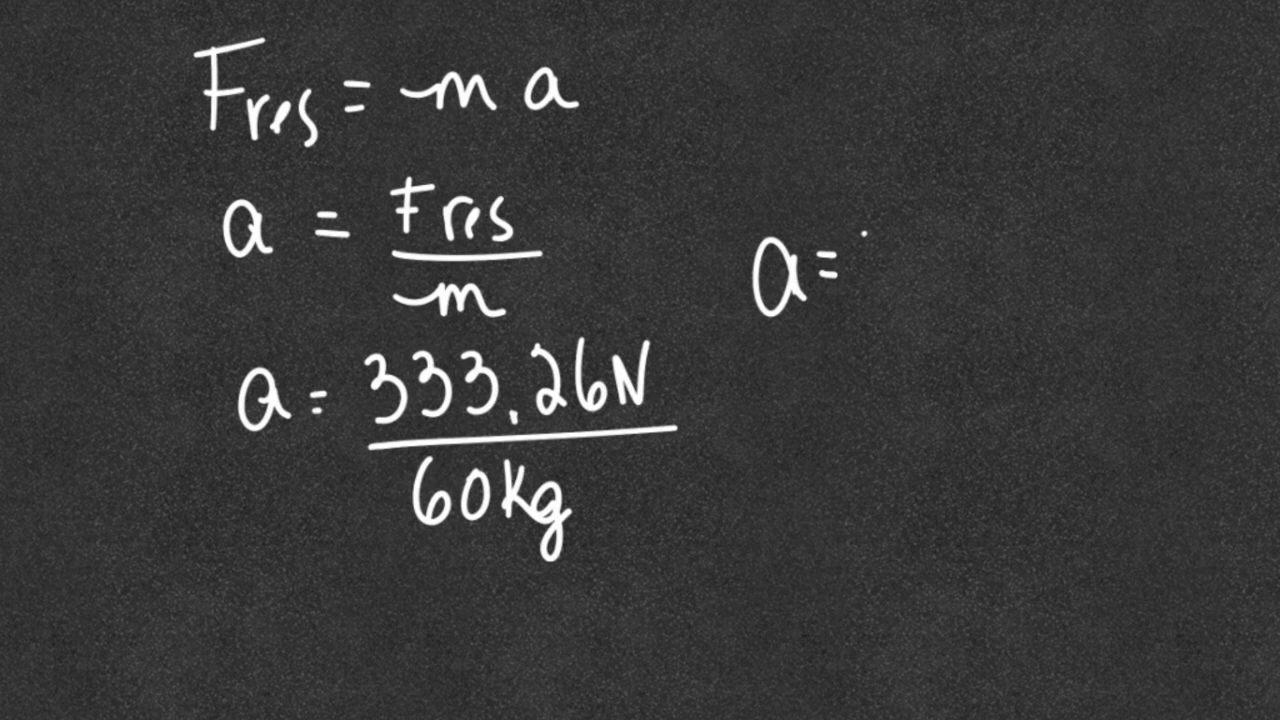 Fres = m a
a = Fres
m
a = 333.26N
60Kg
a =